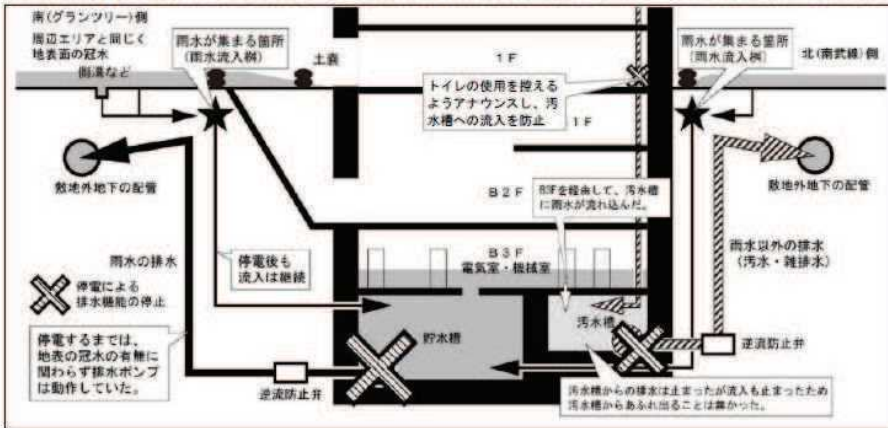 南(グランツリー)側
周辺エリアと同じく
地表面の冠水
側溝など
雨水が集まる箇所
(雨水流入桝)
土嚢
1F
トイレの使用を控える
ようアナウンスし、汚
水槽への流入を防止
1F
雨水が集まる箇所
(雨水流入桝)
北(南武線)側
敷地外地下の配管
B2F
B3Fを経由して、汚水槽
に雨水が流れ込んだ。
敷地外地下の配管
雨水の排水
停電による
排水機能の停止
停電後も
流入は継続
B3F
電気室・機械室
雨水以外の排水
(汚水・雑排水)
停電するまでは、
地表の冠水の有無に
関わらず排水ポンプ
は動作していた。
逆流防止弁
貯水槽
汚水槽
逆流防止弁
汚水槽からの排水は止まったが流入も止まったため
汚水槽からあふれ出ることは無かった。